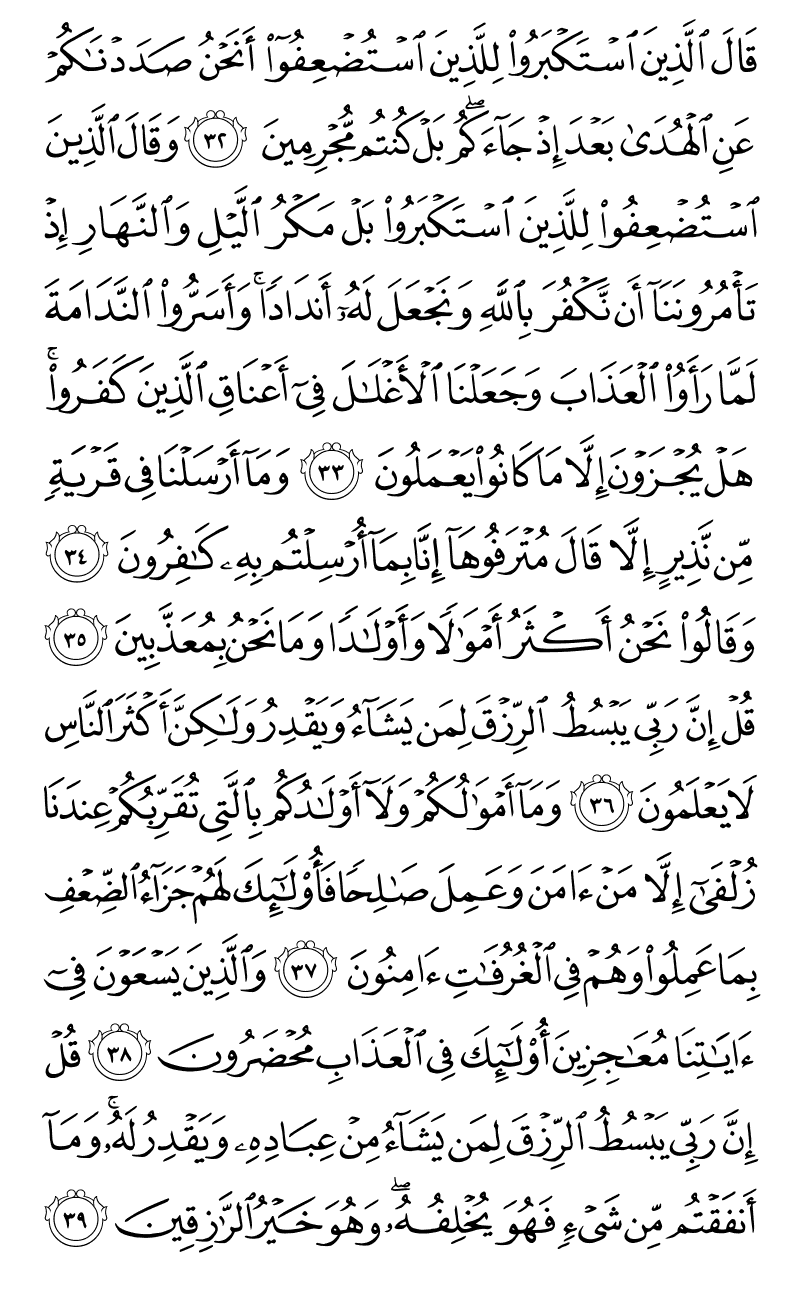 قَالَ ٱلَّذِينَ ٱسۡتَكۡبَرُواْ لِلَّذِينَ ٱسۡتُضۡعِفُوٓاْ أَنَحۡنُ صَدَدۡنَٰكُمۡ
عَنِ ٱلۡهُدَىٰ بَعۡدَ إِذۡ جَآءَكُمۖ بَلۡ كُنتُم مُّجۡرِمِينَ ٣٢ وَقَالَ ٱلَّذِينَ
ٱسۡتُضۡعِفُواْ لِلَّذِينَ ٱسۡتَكۡبَرُواْ بَلۡ مَكۡرُ ٱلَّيۡلِ وَٱلنَّهَارِ إِذۡ
تَأۡمُرُونَنَآ أَن نَّكۡفُرَ بِٱللَّهِ وَنَجۡعَلَ لَهُۥٓ أَندَادٗاۚ وَأَسَرُّواْ ٱلنَّدَامَةَ
لَمَّا رَأَوُاْ ٱلۡعَذَابَ وَجَعَلۡنَا ٱلۡأَغۡلَٰلَ فِيٓ أَعۡنَاقِ ٱلَّذِينَ كَفَرُواْۚ
هَلۡ يُجۡزَوۡنَ إِلَّا مَا كَانُواْ يَعۡمَلُونَ ٣٣ وَمَآ أَرۡسَلۡنَا فِي قَرۡيَةٖ
مِّن نَّذِيرٍ إِلَّا قَالَ مُتۡرَفُوهَآ إِنَّا بِمَآ أُرۡسِلۡتُم بِهِۦ كَٰفِرُونَ ٣٤
وَقَالُواْ نَحۡنُ أَكۡثَرُ أَمۡوَٰلٗا وَأَوۡلَٰدٗا وَمَا نَحۡنُ بِمُعَذَّبِينَ ٣٥
قُلۡ إِنَّ رَبِّي يَبۡسُطُ ٱلرِّزۡقَ لِمَن يَشَآءُ وَيَقۡدِرُ وَلَٰكِنَّ أَكۡثَرَ ٱلنَّاسِ
لَا يَعۡلَمُونَ ٣٦ وَمَآ أَمۡوَٰلُكُمۡ وَلَآ أَوۡلَٰدُكُم بِٱلَّتِي تُقَرِّبُكُمۡ عِندَنَا
زُلۡفَىٰٓ إِلَّا مَنۡ ءَامَنَ وَعَمِلَ صَٰلِحٗا فَأُوْلَٰٓئِكَ لَهُمۡ جَزَآءُ ٱلضِّعۡفِ
بِمَا عَمِلُواْ وَهُمۡ فِي ٱلۡغُرُفَٰتِ ءَامِنُونَ ٣٧ وَٱلَّذِينَ يَسۡعَوۡنَ فِيٓ
ءَايَٰتِنَا مُعَٰجِزِينَ أُوْلَٰٓئِكَ فِي ٱلۡعَذَابِ مُحۡضَرُونَ ٣٨ قُلۡ
إِنَّ رَبِّي يَبۡسُطُ ٱلرِّزۡقَ لِمَن يَشَآءُ مِنۡ عِبَادِهِۦ وَيَقۡدِرُ لَهُۥۚ وَمَآ
أَنفَقۡتُم مِّن شَيۡءٖ فَهُوَ يُخۡلِفُهُۥۖ وَهُوَ خَيۡرُ ٱلرَّٰزِقِينَ ٣٩